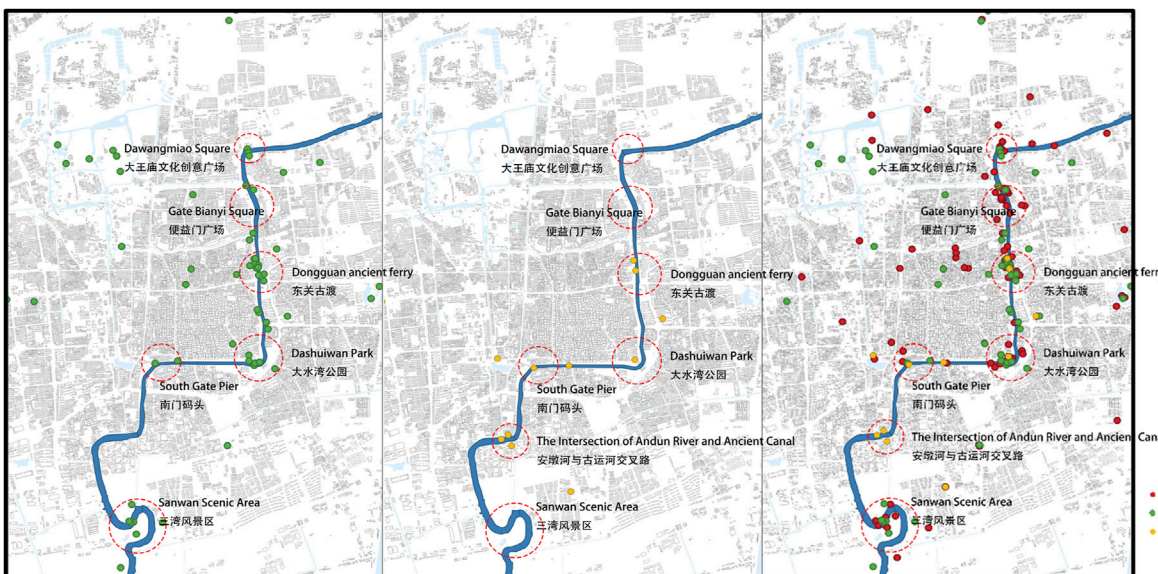 Dawangmiao Square
大王庙文化创意广场
Gate Bianyi Square
便益门广场
Dongguan ancient ferry
东关古渡
Dashuiwan Park
大水湾公园
South Gate Pier
南门码头
Sanwan Scenic Area
三湾风景区
Dawangmiao Square
大王庙文化创意广场
Gate Bianyi Square
便益门广场
Dongguan ancient ferry
东关古渡
Dashuiwan Park
大水湾公园
South Gate Pier
南门码头
The Intersection of Andun River and Ancient Canal
安墩河与古运河交叉路
Sanwan Scenic Area
三湾风景区
Dawangmiao Square
大王庙文化创意广场
Gate Bianyi Square
便益门广场
Dongguan ancient ferry
东关古渡
Dashuiwan Park
大水湾公园
South Gate Pier
南门码头
The Intersection of Andun River and Ancient Can
安墩河与古运河交叉路
Sanwan Scenic Area
三湾风景区